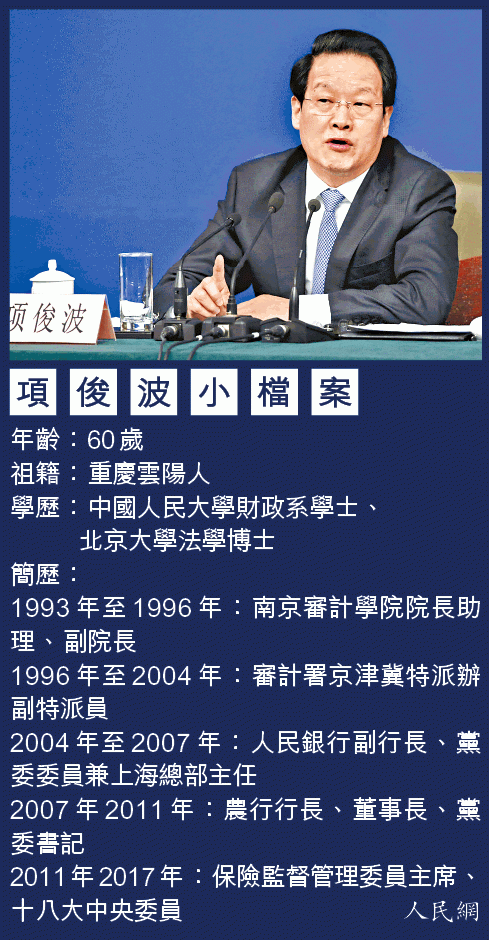 项俊波
項俊波小檔案
年齡：60歲
祖籍：重慶雲陽人
學歷：中國人民大學財政系學士、
北京大學法學博士
簡歷：
1993年至1996年：南京審計學院院長助
理、副院長
1996年至2004年：審計署京津冀特派辦
副特派員
2004年至2007年：人民銀行副行長、黨
委委員兼上海總部主任
2007年2011年：農行行長、董事長、黨
委書記
2011年2017年：保險監督管理委員主席、
十八大中央委員
人民網